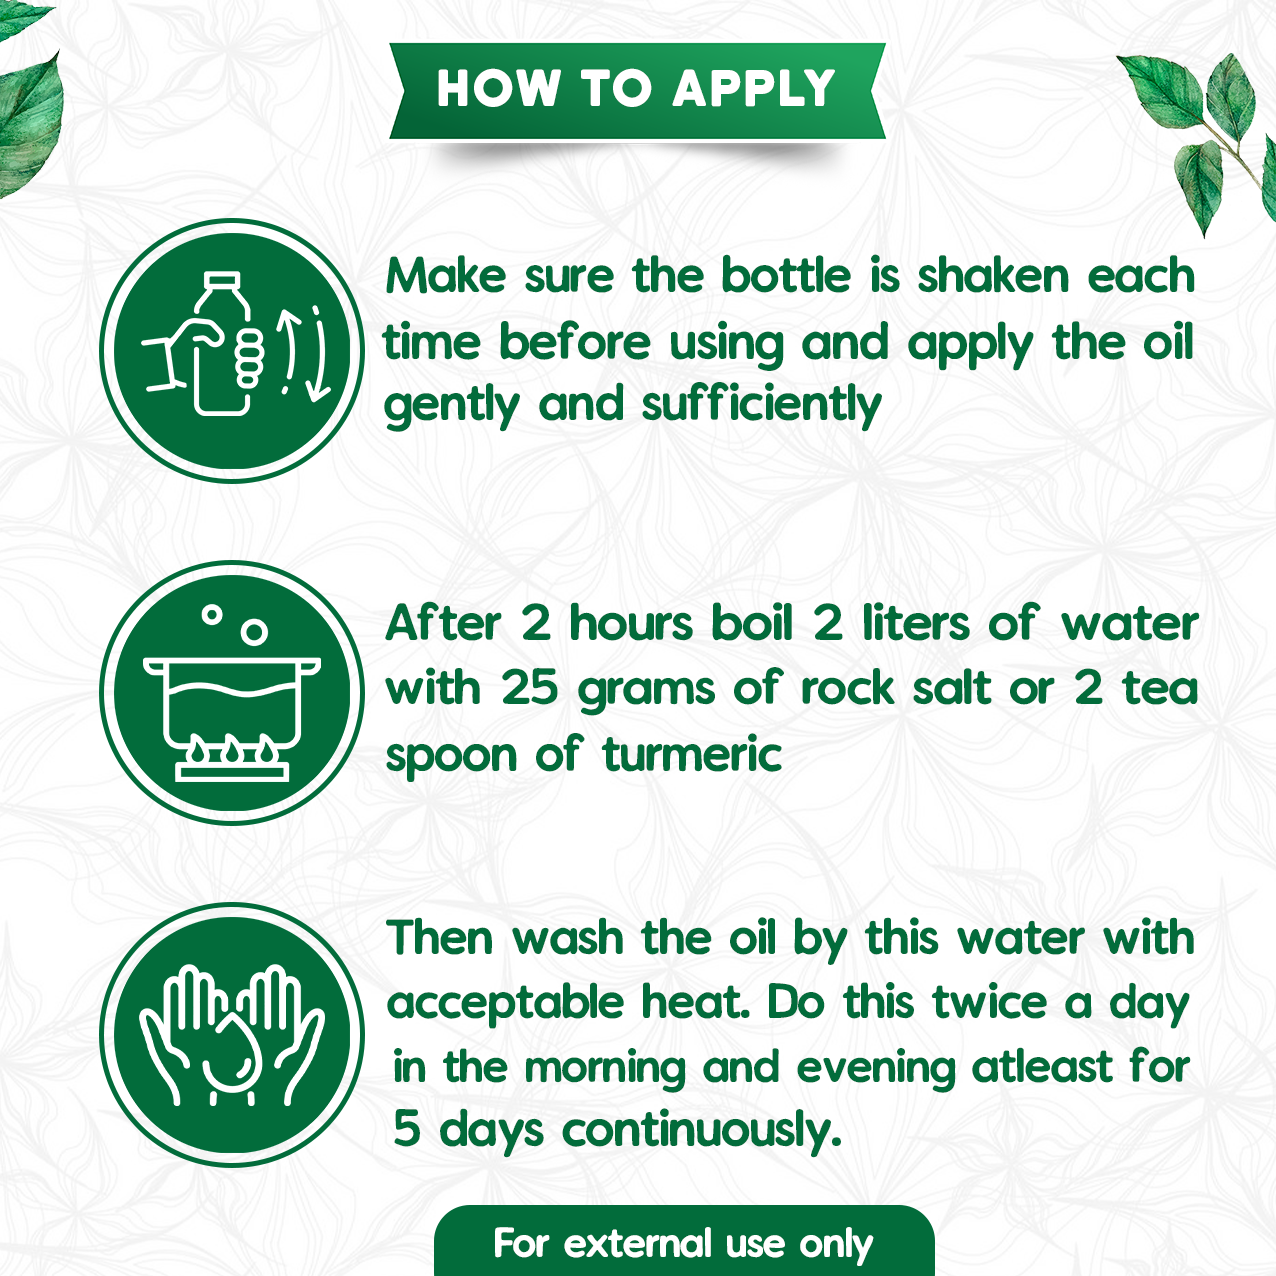 HOW TO APPLY
Make sure the bottle is shaken each
time before using and apply the oil
gently and sufficiently
After 2 hours boil 2 liters of water
with 25 grams of rock salt or 2 tea
spoon of turmeric
Then wash the oil by this water with
acceptable heat. Do this twice a day
in the morning and evening atleast for
5 days continuously.
For external use only